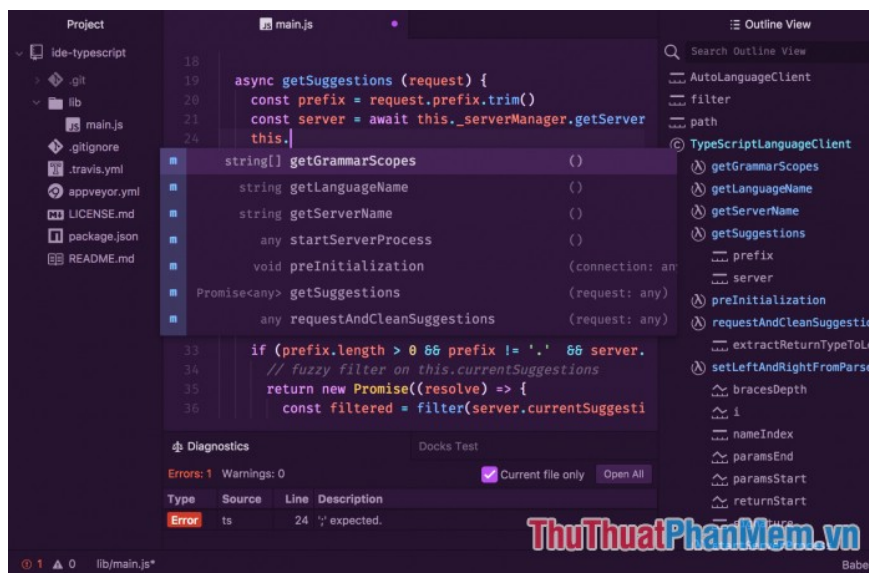 Project
ide-typescript
.git
lib
main.js
.gitignore
.travis.yml
appveyor.yml
LICENSE.md
package.json
README.md
JS main.js
18
19 async getSuggestions (request) {
20 const prefix = request.prefix.trim()
21 const server = await this._serverManager.getServer
24 this.
m string[] getGrammarScopes ()
m string getLanguageName ()
m string getServerName ()
m any startServerProcess ()
m void preInitialization (connection: an
m Promise<any> getSuggestions (request: any)
m any requestAndCleanSuggestions (request: any)
33 if (prefix.length > 0 && prefix != '.' && server.
34 // fuzzy filter on this.currentSuggestions
35 return new Promise((resolve) => {
36 const filtered = filter(server.currentSuggesti
Diagnostics Docks Test
Errors: 1 Warnings: 0 Current file only Open All
Type Source Line Description
Error ts 24 ';' expected.
Outline View
Search Outline View
AutoLanguageClient
filter
path
TypeScriptLanguageClient
getGrammarScopes
getLanguageName
getServerName
getSuggestions
prefix
server
preInitialization
requestAndCleanSuggestio
extractReturnTypeToLe
setLeftAndRightFromParse
bracesDepth
i
nameIndex
paramsEnd
paramsStart
returnStart
ThuThuatPhanMem.vn
1 0 lib/main.js* Babe